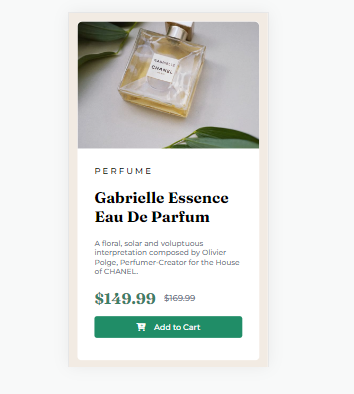 GABRIELLE
CHANEL
PERFUME
Gabrielle Essence
Eau De Parfum
A floral, solar and voluptuous
interpretation composed by Olivier
Polge, Perfumer-Creator for the House
of CHANEL.
$149.99 $169.99
Add to Cart